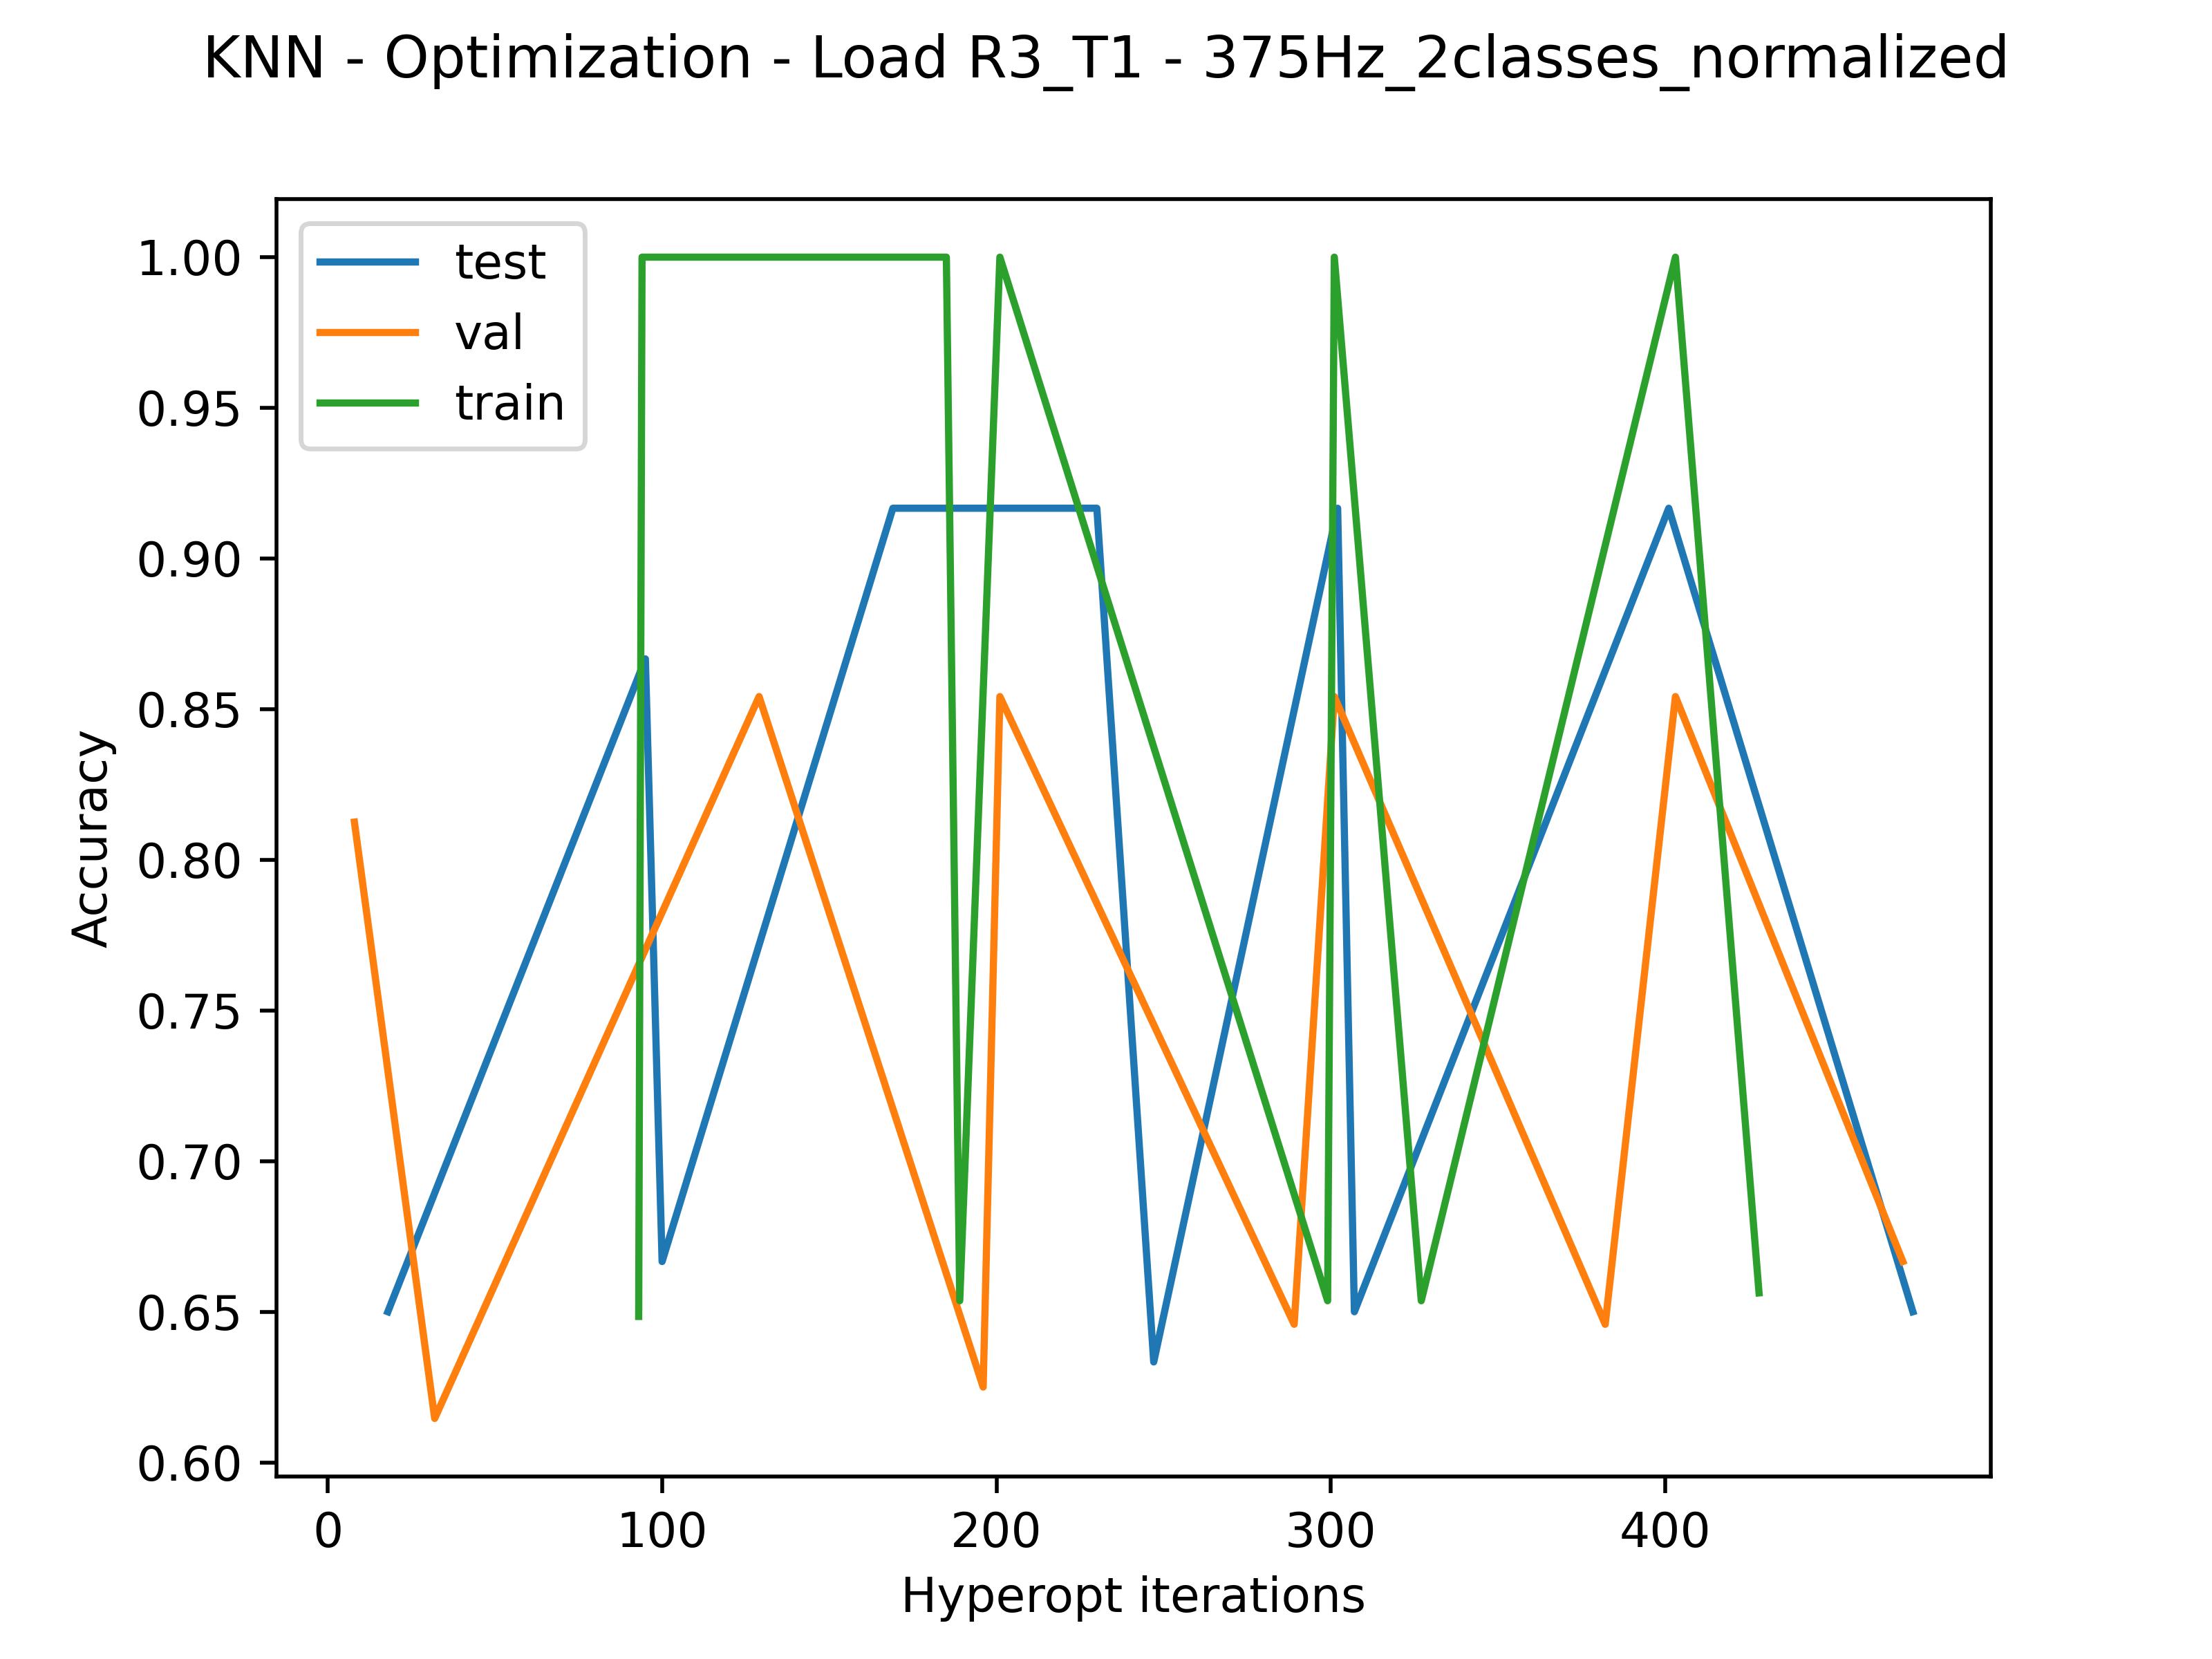 KNN - Optimization - Load R3_T1 - 375Hz_2classes_normalized
test
val
train
1.00
0.95
0.90
0.85
0.80
0.75
0.70
0.65
0.60
Accuracy
0 100 200 300 400
Hyperopt iterations